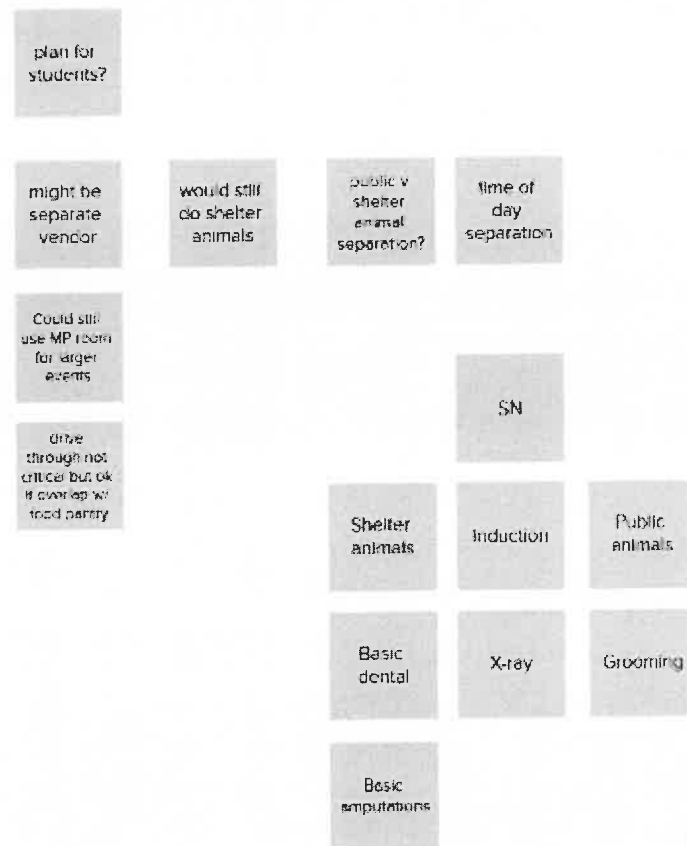 plan for
students?
might be
separate
vendor
would still
do shelter
animals
public v
shelter
animal
separation?
time of
day
separation
Could still
use MP room
for larger
events
SN
drive
through not
critical but ok
if overlap w/
food pantry
Shelter
animals
Induction
Public
animals
Basic
dental
X-ray
Grooming
Basic
amputations